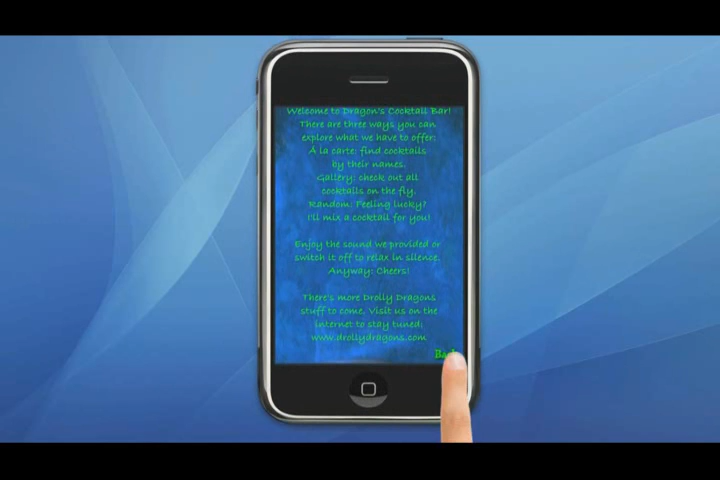 Welcome to Dragon's Cocktail Bar!
There are three ways you can
explore what we have to offer:
À la carte: find cocktails
by their names.
Gallery: check out all
cocktails on the fly.
Random: Feeling lucky?
I'll mix a cocktail for you!
Enjoy the sound we provided or
switch it off to relax in silence.
Anyway: Cheers!
There's more Drolly Dragons
stuff to come. Visit us on the
internet to stay tuned:
www.drollydragons.com